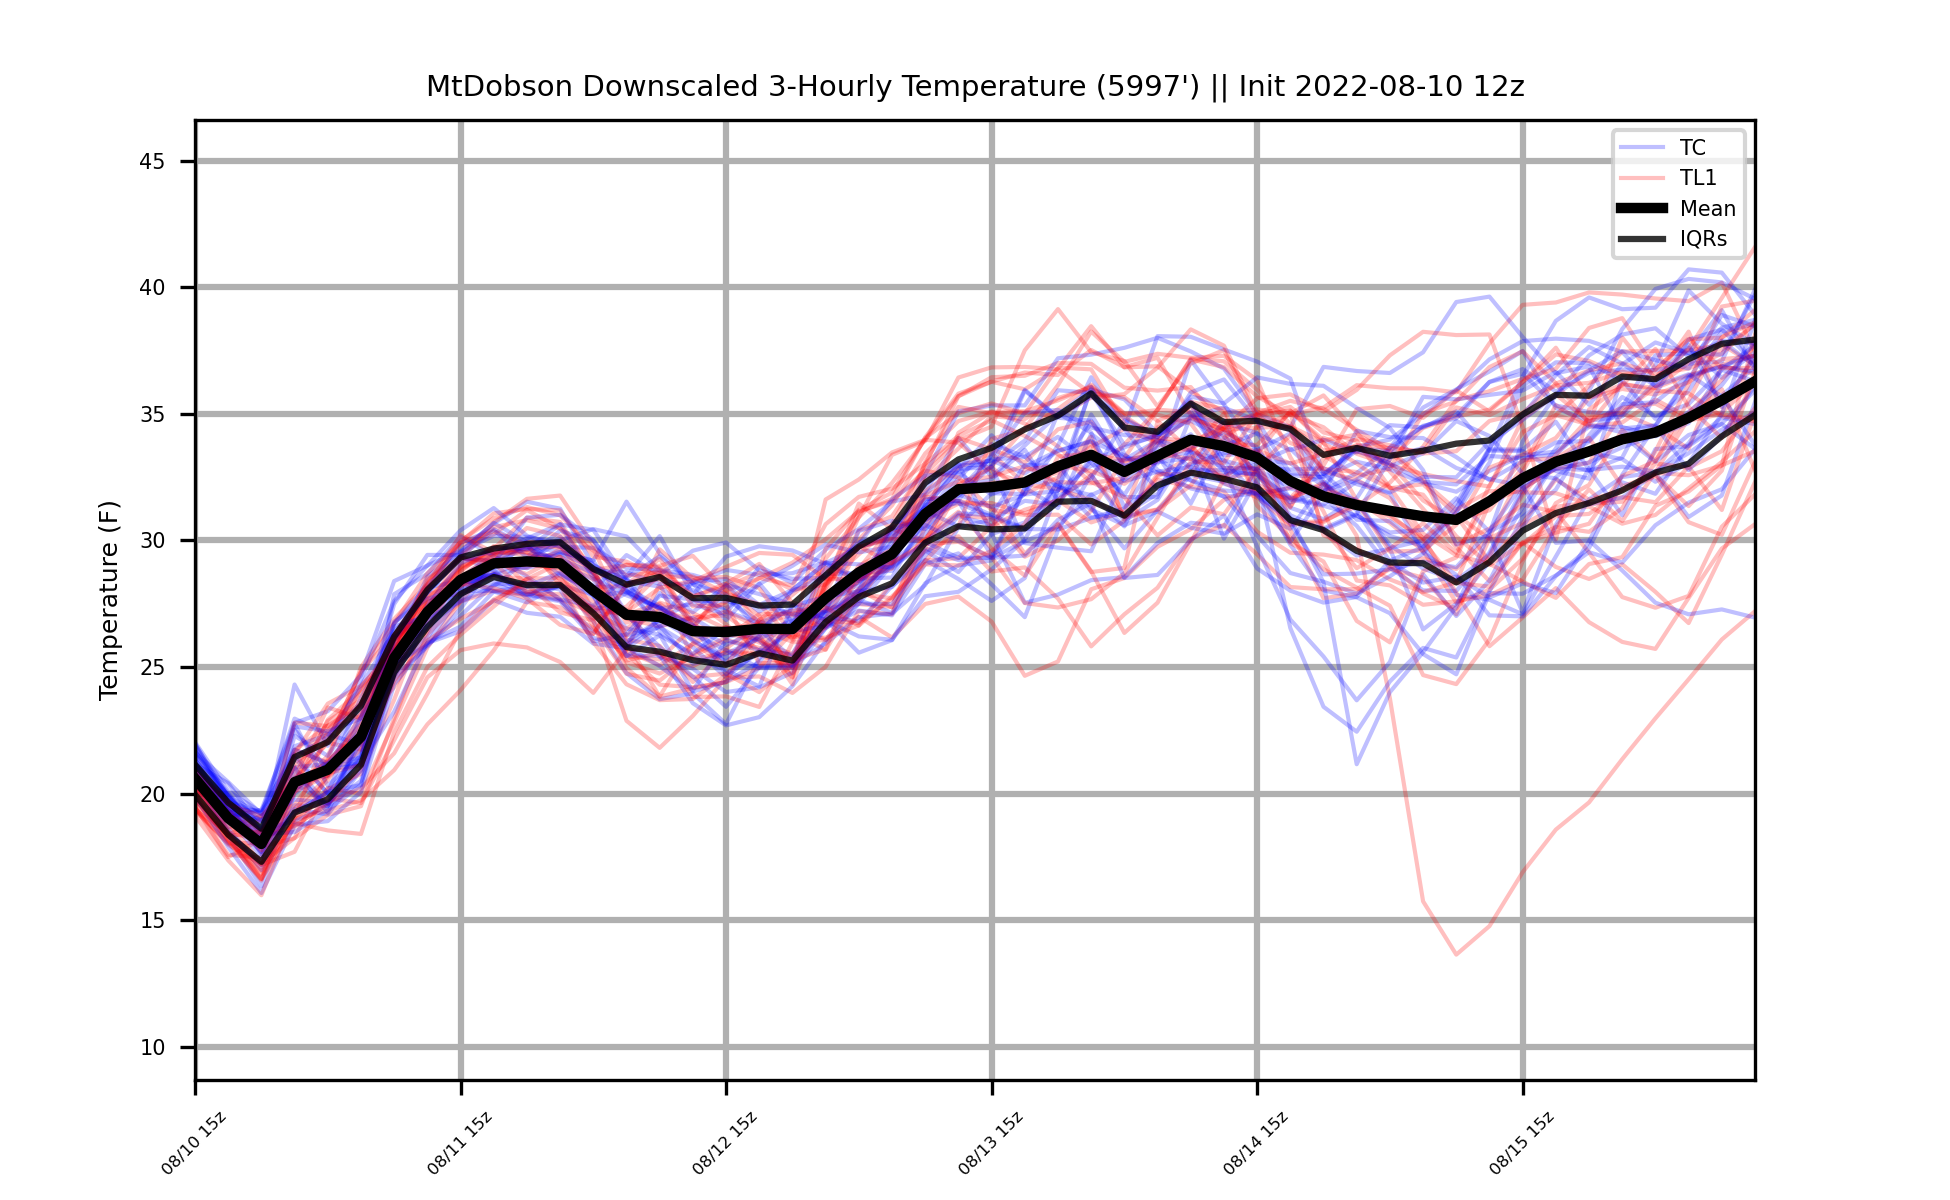 MtDobson Downscaled 3-Hourly Temperature (5997') || Init 2022-08-10 12z
TC
TL1
Mean
IQRs
Temperature (F)
45
40
35
30
25
20
15
10
08/10 15z
08/11 15z
08/12 15z
08/13 15z
08/14 15z
08/15 15z